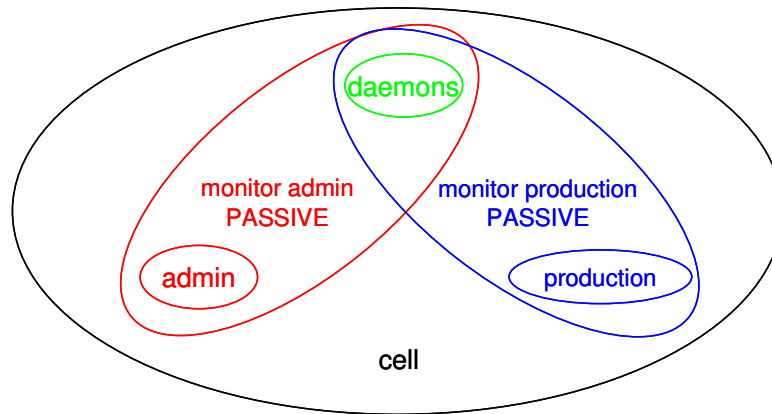 daemons
monitor admin
PASSIVE
monitor production
PASSIVE
admin
production
cell